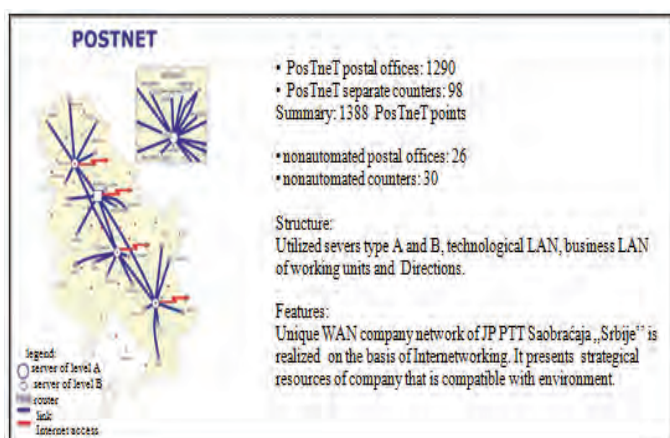 POSTNET
• PosTneT postal offices: 1290
• PosTneT separate counters: 98
Summary: 1388 PosTneT points
• nonautomated postal offices: 26
• nonautomated counters: 30
Structure:
Utilized severs type A and B, technological LAN, business LAN
of working units and Directions.
Features:
Unique WAN company network of JP PTT Saobraćaja „Srbije” is
realized on the basis of Internetworking. It presents strategical
resources of company that is compatible with environment.
legend:
server of level A
server of level B
router
link
Internet access